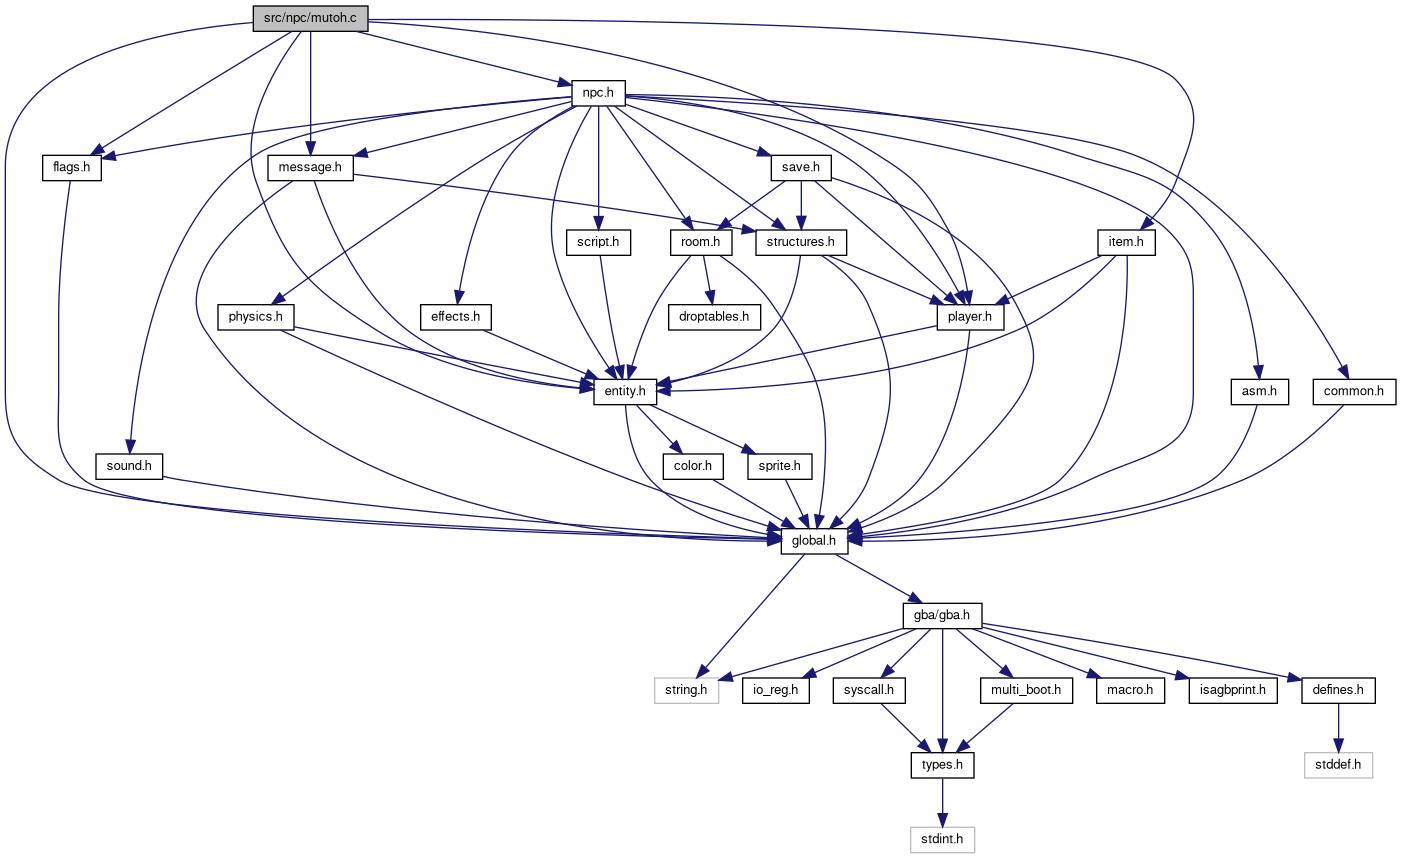 src/npc/mutoh.c
npc.h
flags.h
message.h
save.h
script.h
room.h
structures.h
item.h
physics.h
effects.h
droptables.h
player.h
entity.h
asm.h
common.h
sound.h
color.h
sprite.h
global.h
gba/gba.h
string.h
io_reg.h
syscall.h
multi_boot.h
macro.h
isagbprint.h
defines.h
types.h
stddef.h
stdint.h